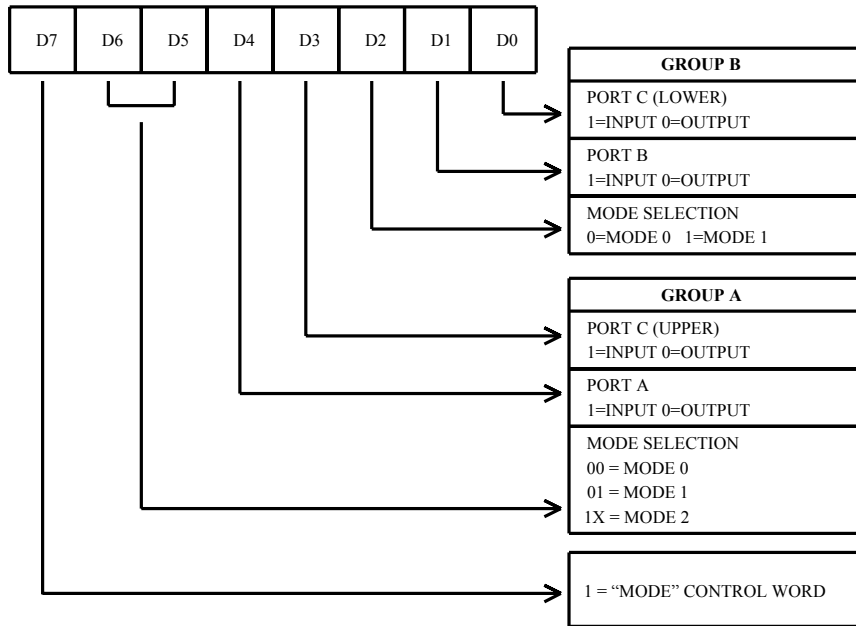 D7 D6 D5 D4 D3 D2 D1 D0
GROUP B
PORT C (LOWER)
1=INPUT 0=OUTPUT
PORT B
1=INPUT 0=OUTPUT
MODE SELECTION
0=MODE 0 1=MODE 1
GROUP A
PORT C (UPPER)
1=INPUT 0=OUTPUT
PORT A
1=INPUT 0=OUTPUT
MODE SELECTION
00 = MODE 0
01 = MODE 1
1X = MODE 2
1 = “MODE” CONTROL WORD